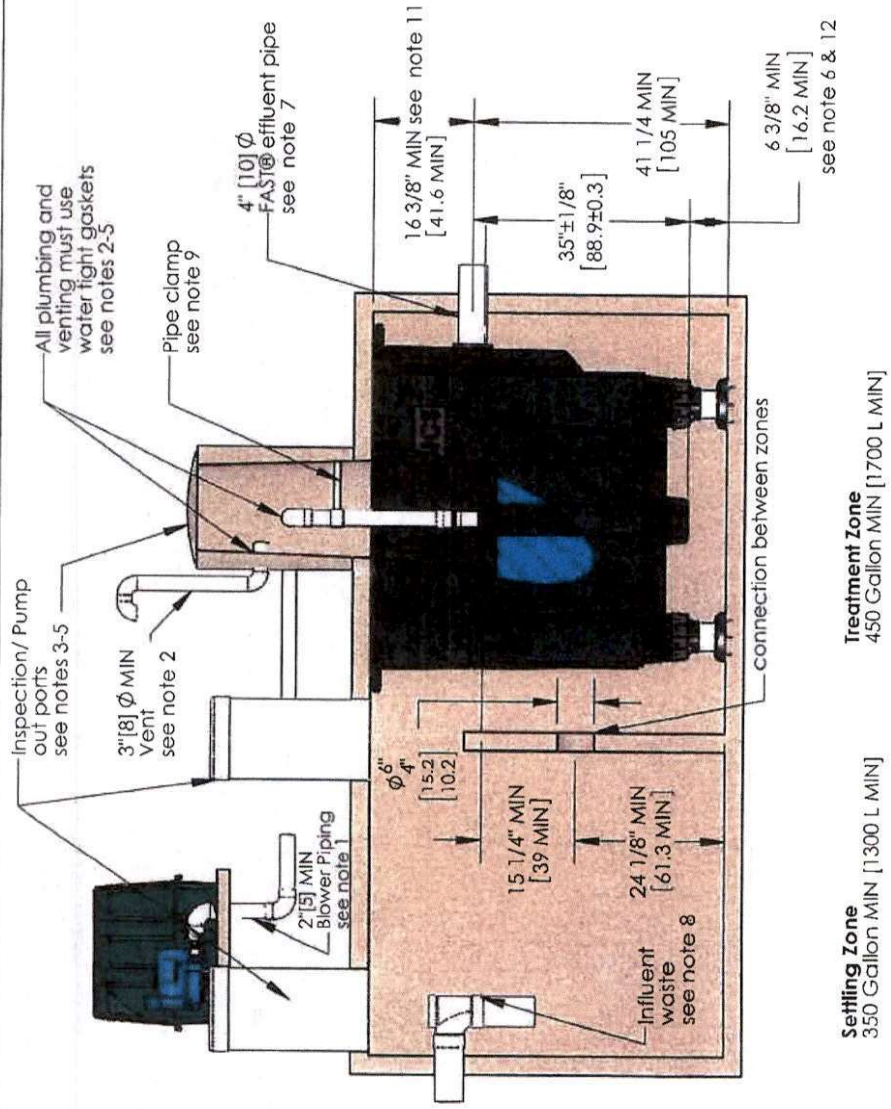 Inspection/ Pump
out ports
see notes 3-5
All plumbing and
venting must use
water tight gaskets
see notes 2-5
3"[8] Ø MIN
Vent
see note 2
Pipe clamp
see note 9
4" [10] Ø
FAST® effluent pipe
see note 7
2"[5] MIN
Blower Piping
see note 1
16 3/8" MIN see note 11
[41.6 MIN]
41 1/4 MIN
[105 MIN]
35"±1/8"
[88.9±0.3]
6 3/8" MIN
[16.2 MIN]
see note 6 & 12
Ø 6"
4"
[15.2]
[10.2]
15 1/4" MIN
[39 MIN]
24 1/8" MIN
[61.3 MIN]
Influent
waste
see note 8
connection between zones
Settling Zone
350 Gallon MIN [1300 L MIN]
Treatment Zone
450 Gallon MIN [1700 L MIN]